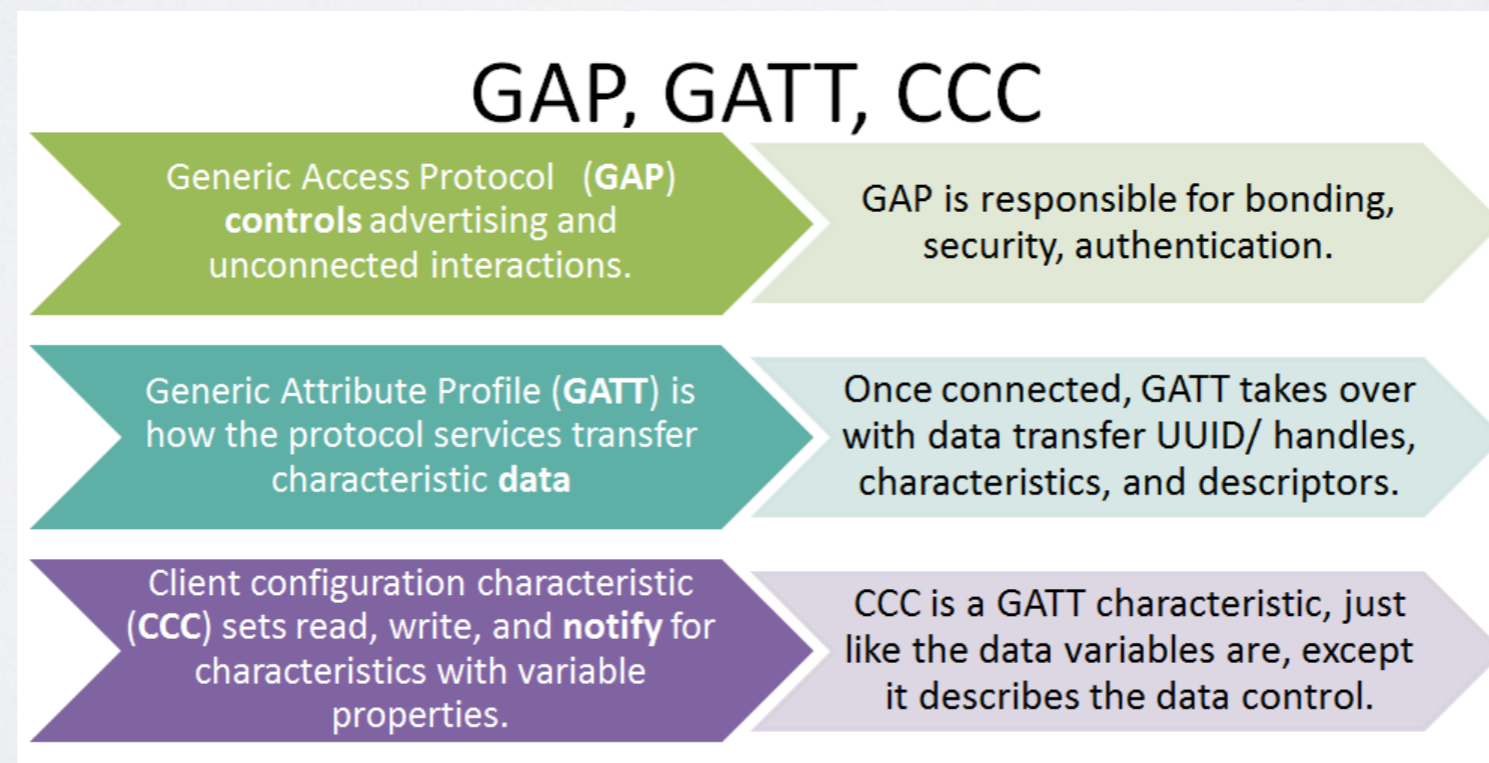 GAP, GATT, CCC
Generic Access Protocol (GAP)
controls advertising and
unconnected interactions.
GAP is responsible for bonding,
security, authentication.
Generic Attribute Profile (GATT) is
how the protocol services transfer
characteristic data
Once connected, GATT takes over
with data transfer UUID/ handles,
characteristics, and descriptors.
Client configuration characteristic
(CCC) sets read, write, and notify for
characteristics with variable
properties.
CCC is a GATT characteristic, just
like the data variables are, except
it describes the data control.